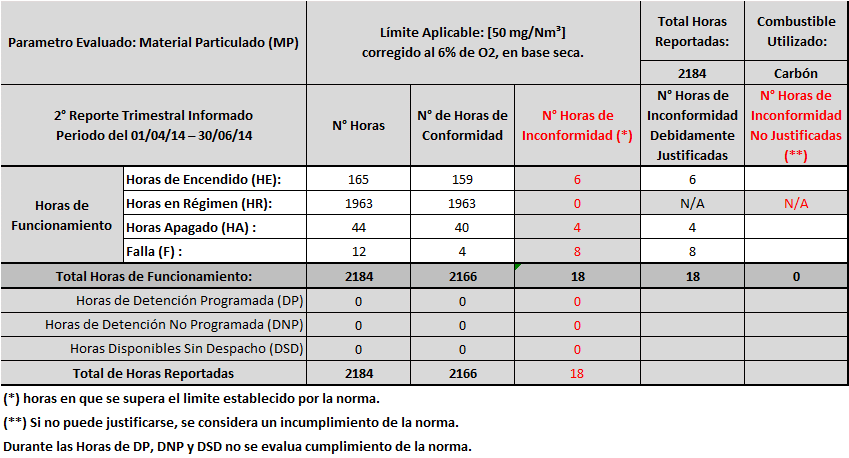 Parametro Evaluado: Material Particulado (MP)
Límite Aplicable: [50 mg/Nm³]
corregido al 6% de O2, en base seca.
Total Horas
Reportadas:
Combustible
Utilizado:
2184
Carbón
2° Reporte Trimestral Informado
Periodo del 01/04/14 – 30/06/14
N° Horas
N° de Horas de
Conformidad
N° Horas de
Inconformidad (*)
N° Horas de
Inconformidad
Debidamente
Justificadas
N° Horas de
Inconformidad
No Justificadas
(**)
Horas de
Funcionamiento
Horas de Encendido (HE): 165 159 6 6
Horas en Régimen (HR): 1963 1963 0 N/A N/A
Horas Apagado (HA) : 44 40 4 4
Falla (F) : 12 4 8 8
Total Horas de Funcionamiento: 2184 2166 18 18 0
Horas de Detención Programada (DP) 0 0 0
Horas de Detención No Programada (DNP) 0 0 0
Horas Disponibles Sin Despacho (DSD) 0 0 0
Total de Horas Reportadas 2184 2166 18
(*) horas en que se supera el limite establecido por la norma.
(**) Si no puede justificarse, se considera un incumplimiento de la norma.
Durante las Horas de DP, DNP y DSD no se evalua cumplimiento de la norma.